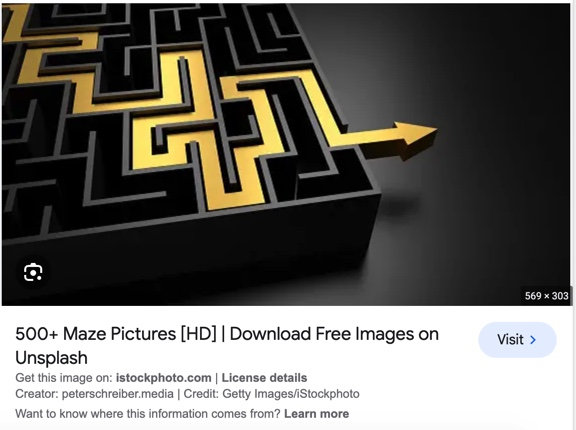 569 × 303
500+ Maze Pictures [HD] | Download Free Images on
Unsplash
Visit
Get this image on: istockphoto.com | License details
Creator: peterschreiber.media | Credit: Getty Images/iStockphoto
Want to know where this information comes from? Learn more